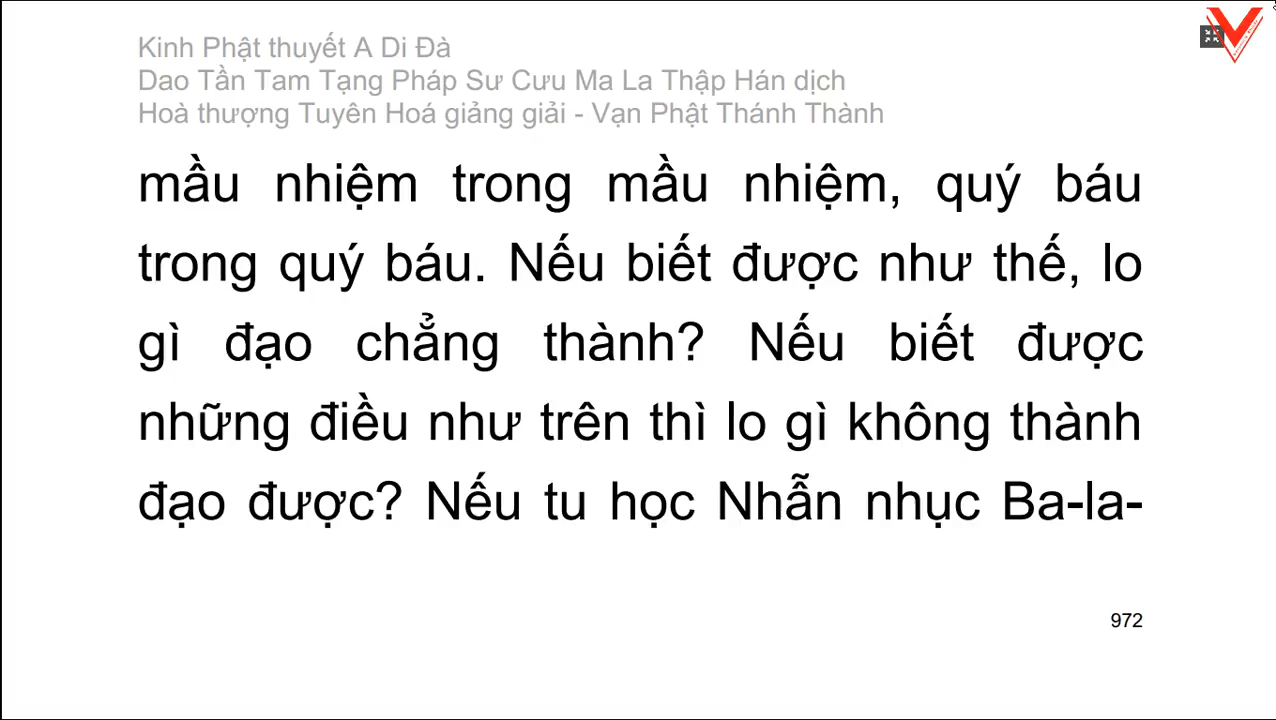 Kinh Phật thuyết A Di Đà
Dao Tần Tam Tạng Pháp Sư Cưu Ma La Thập Hán dịch
Hoà thượng Tuyên Hoá giảng giải - Vạn Phật Thánh Thành
mầu nhiệm trong mầu nhiệm, quý báu
trong quý báu. Nếu biết được như thế, lo
gì đạo chẳng thành? Nếu biết được
những điều như trên thì lo gì không thành
đạo được? Nếu tu học Nhẫn nhục Ba-la-
972